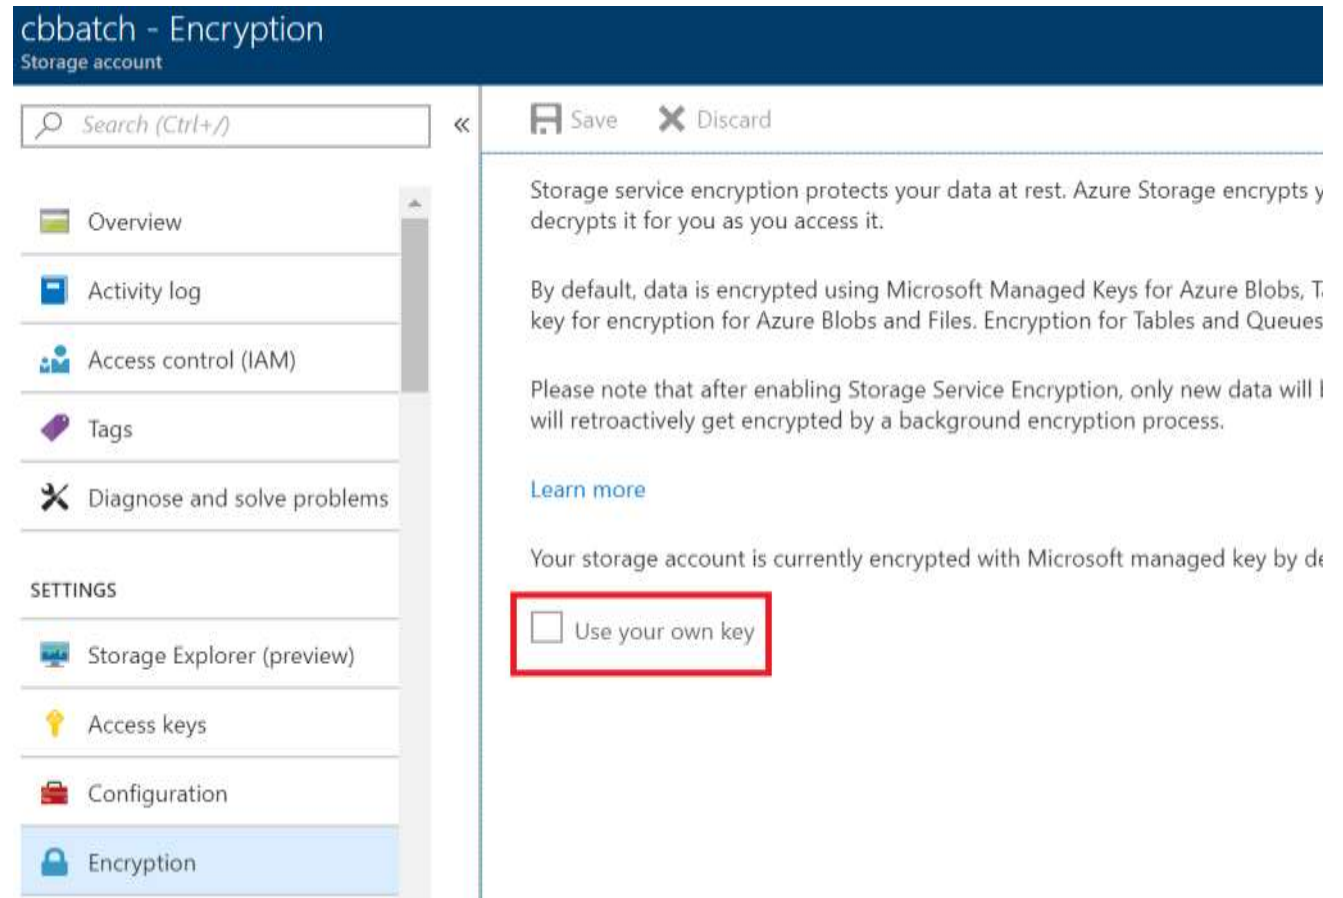 cbbatch - Encryption
Storage account
Search (Ctrl+/)
«
Overview
Activity log
Access control (IAM)
Tags
Diagnose and solve problems
SETTINGS
Storage Explorer (preview)
Access keys
Configuration
Encryption
Save Discard
Storage service encryption protects your data at rest. Azure Storage encrypts
decrypts it for you as you access it.
By default, data is encrypted using Microsoft Managed Keys for Azure Blobs,
key for encryption for Azure Blobs and Files. Encryption for Tables and Queues
Please note that after enabling Storage Service Encryption, only new data will
will retroactively get encrypted by a background encryption process.
Learn more
Your storage account is currently encrypted with Microsoft managed key by
Use your own key